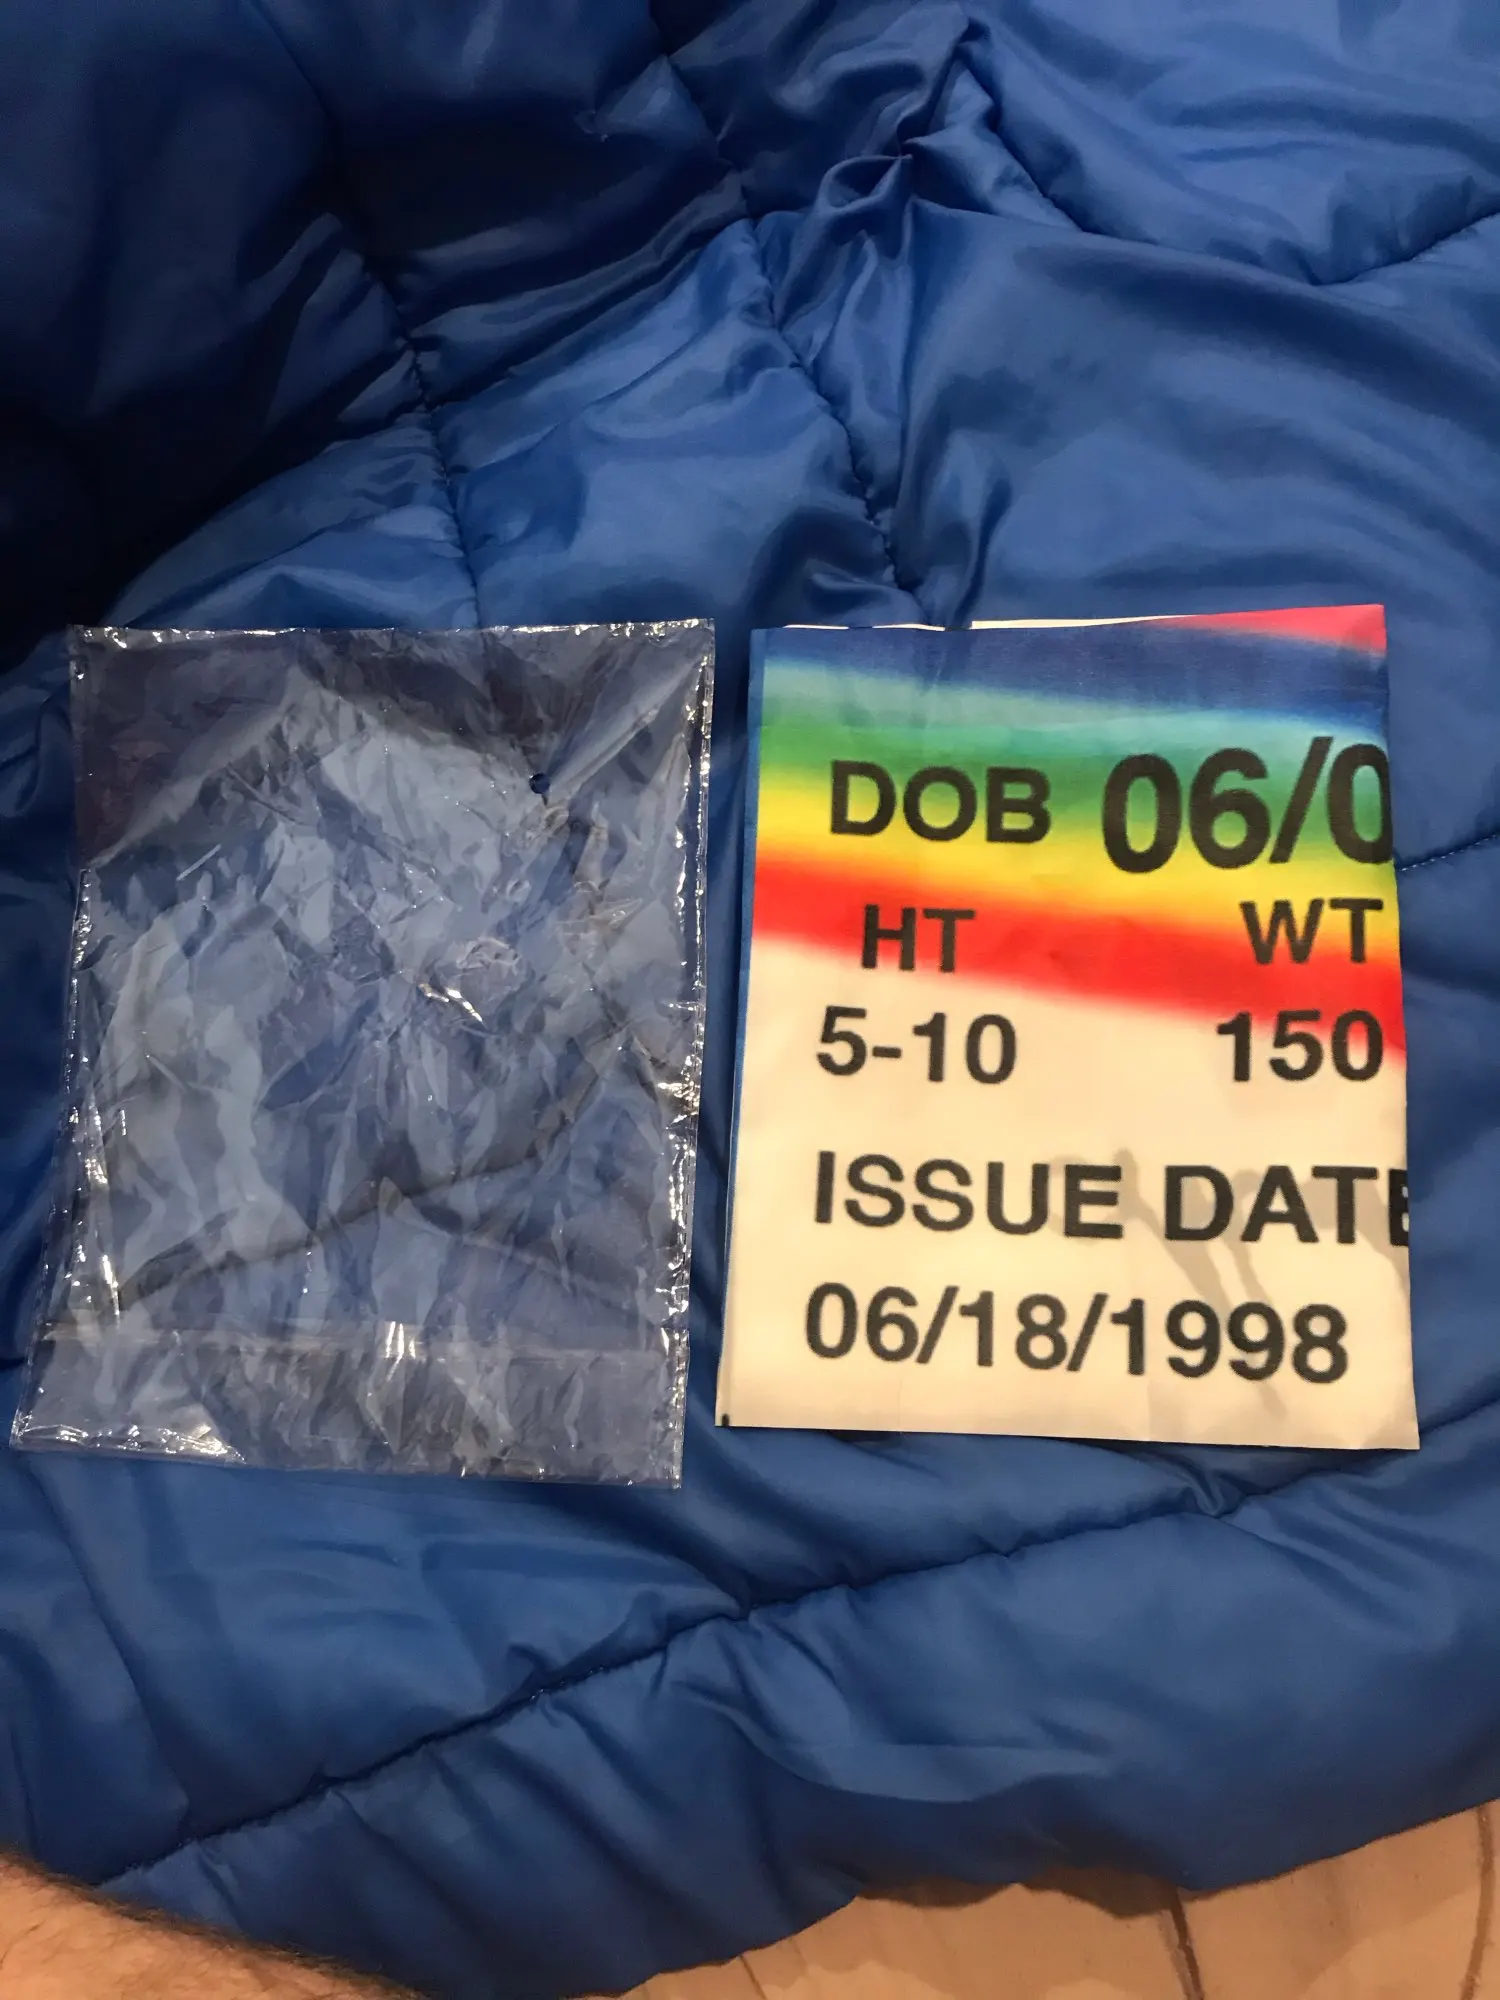 DOB 06/0
HT WT
5-10 150
ISSUE DATE
06/18/1998